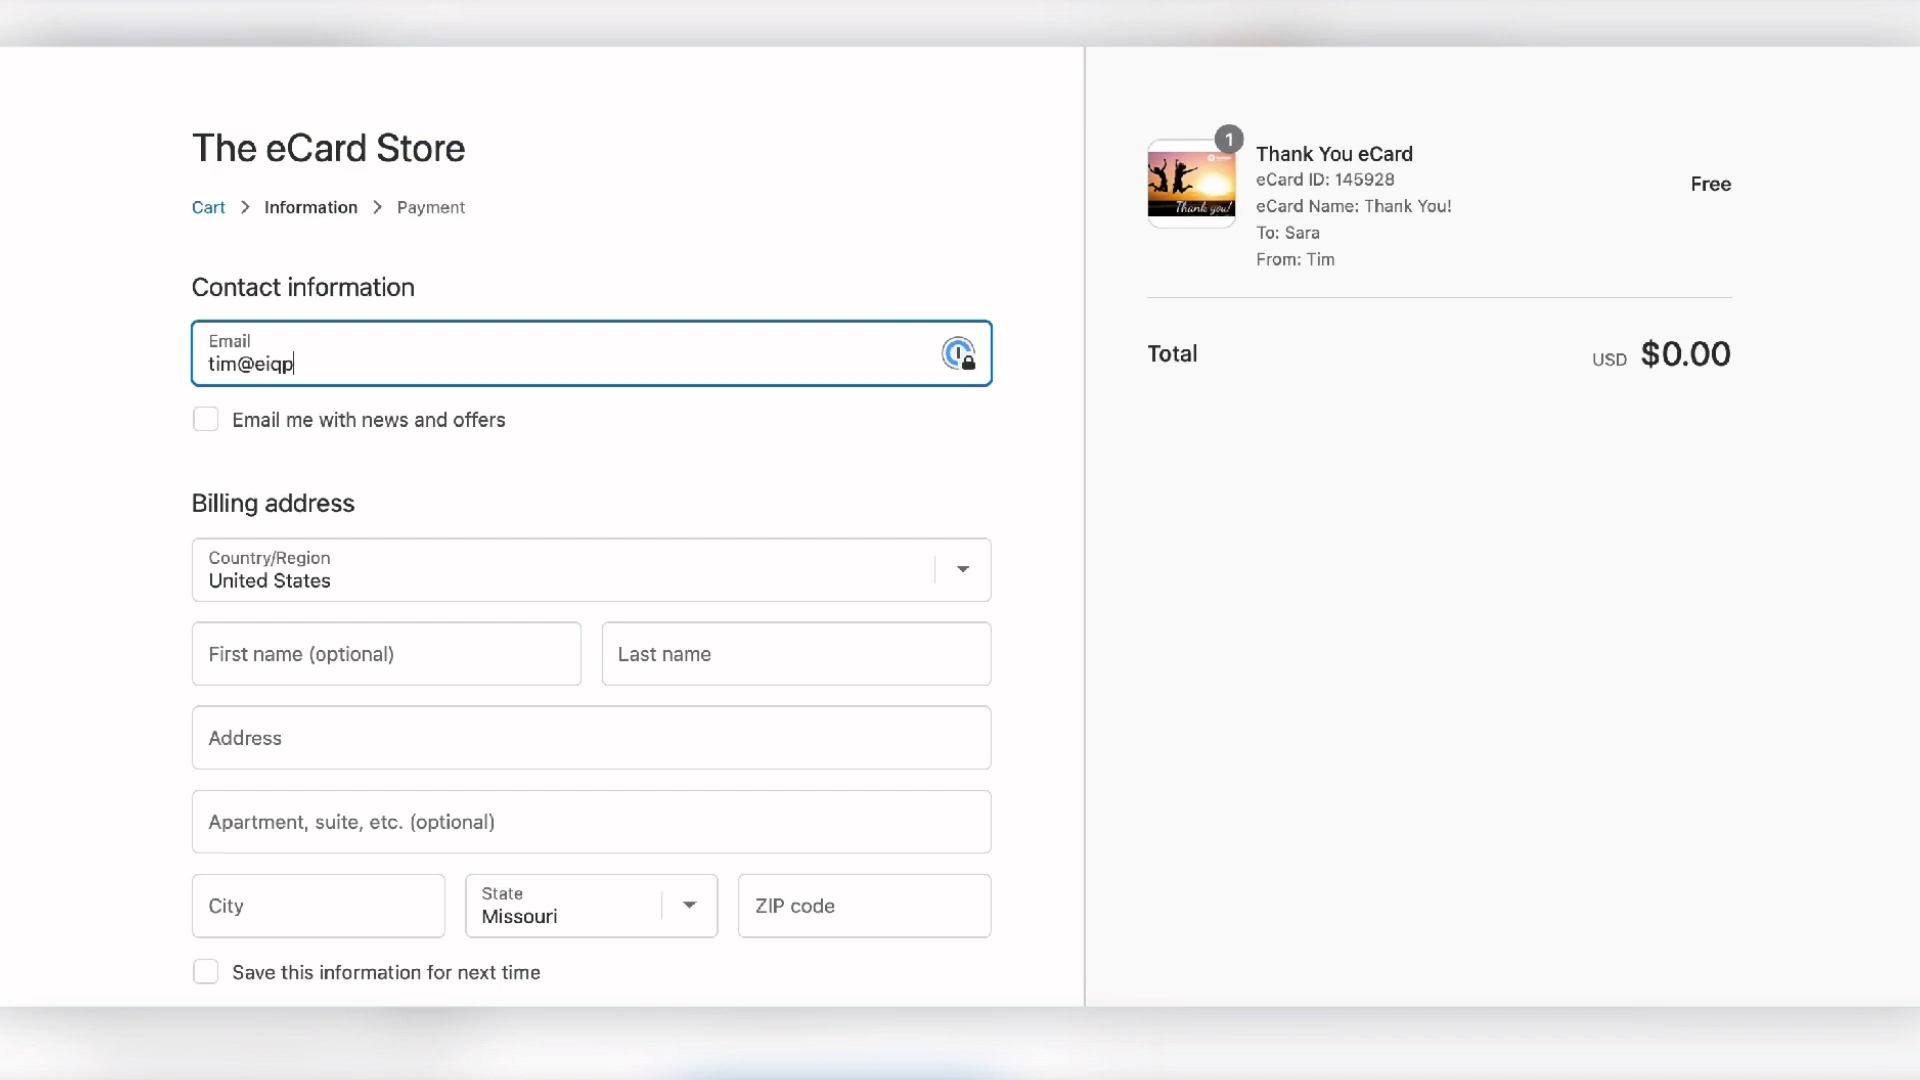 The eCard Store
Cart > Information > Payment
Contact information
Email
tim@eiqp
Email me with news and offers
Billing address
Country/Region
United States
First name (optional)
Last name
Address
Apartment, suite, etc. (optional)
City
State
Missouri
ZIP code
Save this information for next time
1
Thank you!
Thank You eCard
eCard ID: 145928
eCard Name: Thank You!
To: Sara
From: Tim
Free
Total
USD $0.00